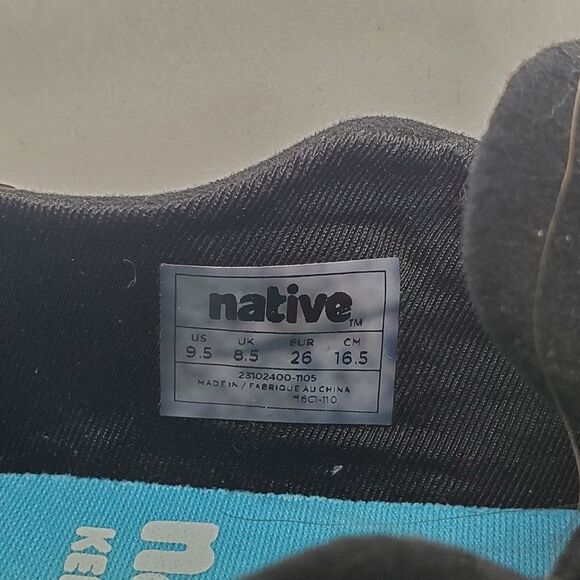 native™
US UK EUR CM
9.5 8.5 26 16.5
23102400-1105
MADE IN / FABRIQUE AU CHINA